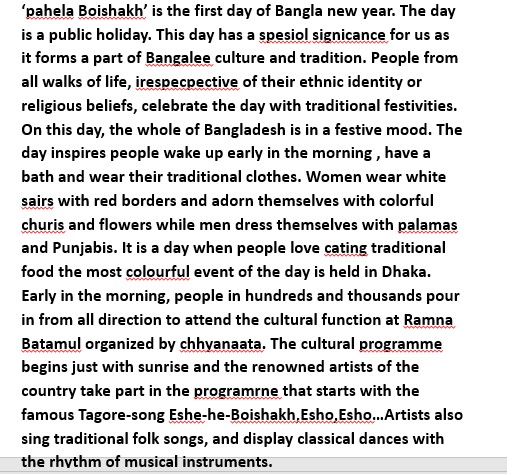 ‘pahela Boishakh’ is the first day of Bangla new year. The day
is a public holiday. This day has a spesiol signicance for us as
it forms a part of Bangalee culture and tradition. People from
all walks of life, irespecpective of their ethnic identity or
religious beliefs, celebrate the day with traditional festivities.
On this day, the whole of Bangladesh is in a festive mood. The
day inspires people wake up early in the morning , have a
bath and wear their traditional clothes. Women wear white
sairs with red borders and adorn themselves with colorful
churis and flowers while men dress themselves with palamas
and Punjabis. It is a day when people love cating traditional
food the most colourful event of the day is held in Dhaka.
Early in the morning, people in hundreds and thousands pour
in from all direction to attend the cultural function at Ramna
Batamul organized by chhyanaata. The cultural programme
begins just with sunrise and the renowned artists of the
country take part in the programrne that starts with the
famous Tagore-song Eshe-he-Boishakh,Esho,Esho…Artists also
sing traditional folk songs, and display classical dances with
the rhythm of musical instruments.